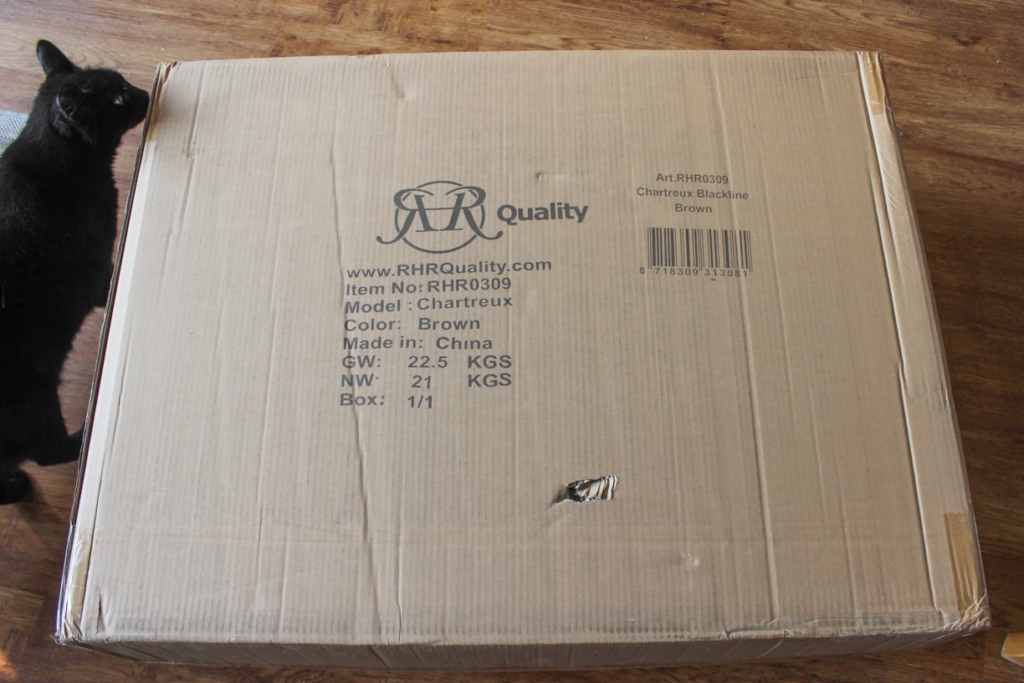 RHR Quality
www.RHRQuality.com
Item No: RHR0309
Model : Chartreux
Color: Brown
Made in: China
GW: 22.5 KGS
NW: 21 KGS
Box: 1/1
Art.RHR0309
Chartreux Blackline
Brown
8 718309 313081